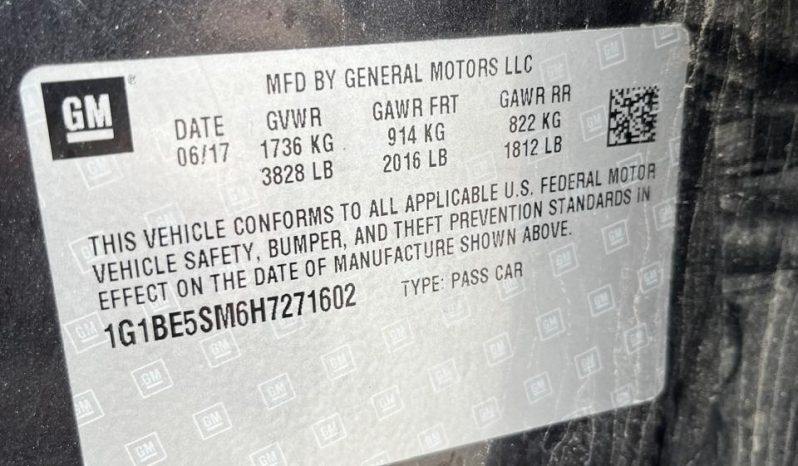 GM
MFD BY GENERAL MOTORS LLC
DATE GVWR GAWR FRT GAWR RR
06/17 1736 KG 914 KG 822 KG
3828 LB 2016 LB 1812 LB
THIS VEHICLE CONFORMS TO ALL APPLICABLE U.S. FEDERAL MOTOR
VEHICLE SAFETY, BUMPER, AND THEFT PREVENTION STANDARDS IN
EFFECT ON THE DATE OF MANUFACTURE SHOWN ABOVE.
1G1BE5SM6H7271602 TYPE: PASS CAR